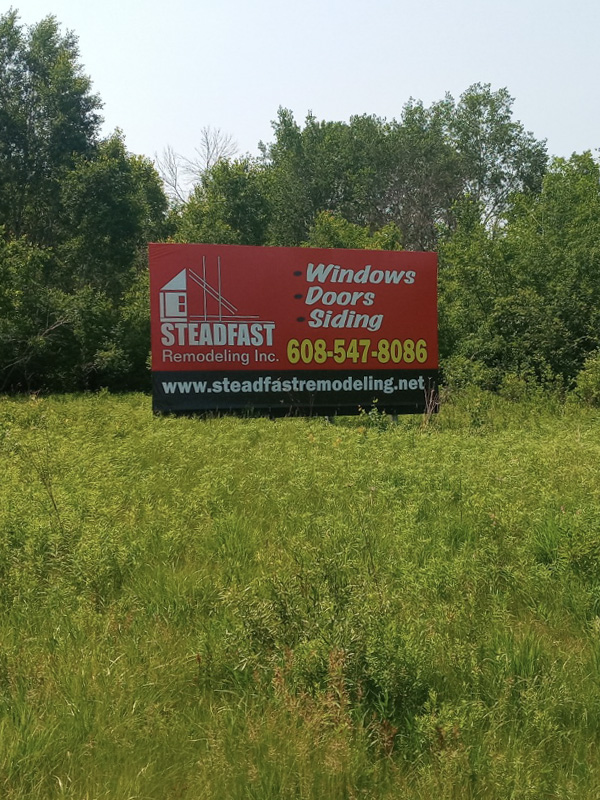 STEADFAST
Remodeling Inc.
• Windows
• Doors
• Siding
608-547-8086
www.steadfastremodeling.net